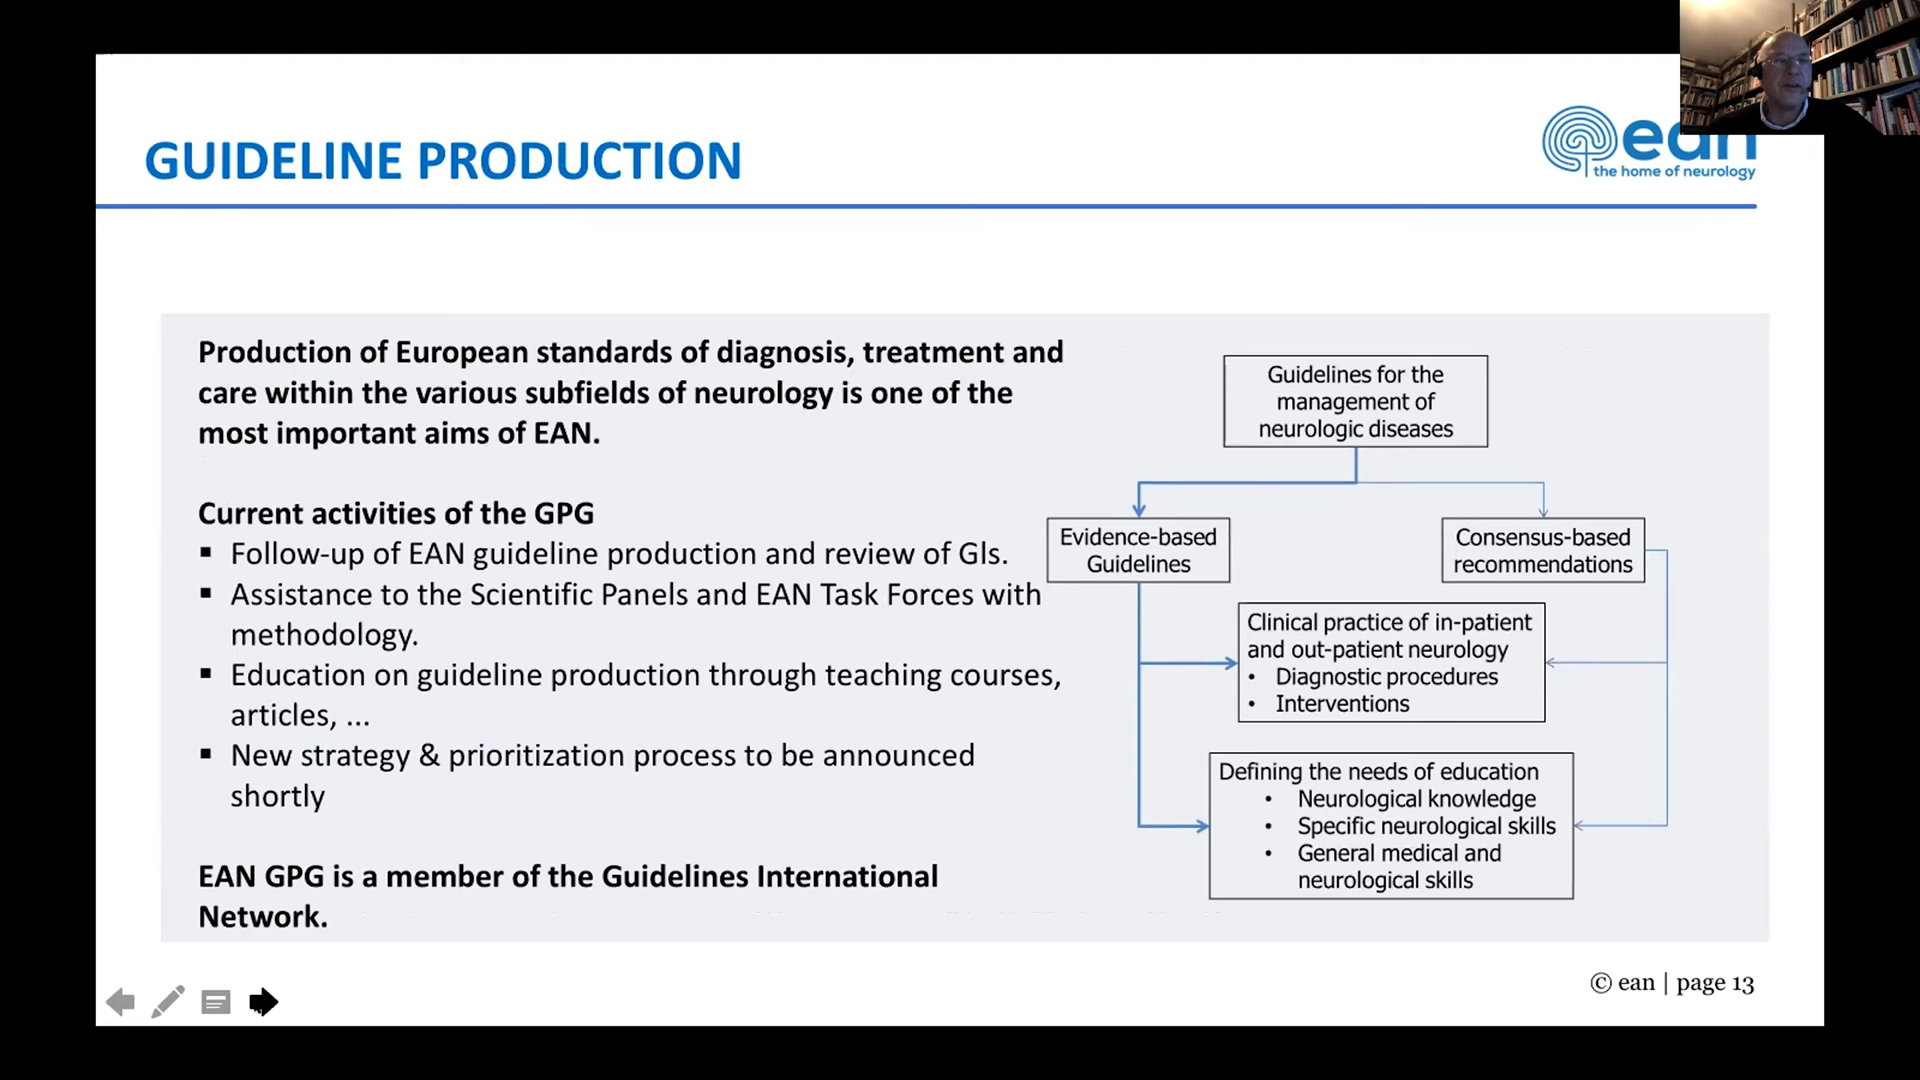 GUIDELINE PRODUCTION
ean
the home of neurology
Production of European standards of diagnosis, treatment and
care within the various subfields of neurology is one of the
most important aims of EAN.
Current activities of the GPG
▪ Follow-up of EAN guideline production and review of Gls.
▪ Assistance to the Scientific Panels and EAN Task Forces with
methodology.
▪ Education on guideline production through teaching courses,
articles, ...
▪ New strategy & prioritization process to be announced
shortly
EAN GPG is a member of the Guidelines International
Network.
Guidelines for the
management of
neurologic diseases
Evidence-based
Guidelines
Consensus-based
recommendations
Clinical practice of in-patient
and out-patient neurology
• Diagnostic procedures
• Interventions
Defining the needs of education
• Neurological knowledge
• Specific neurological skills
• General medical and
neurological skills
© ean | page 13